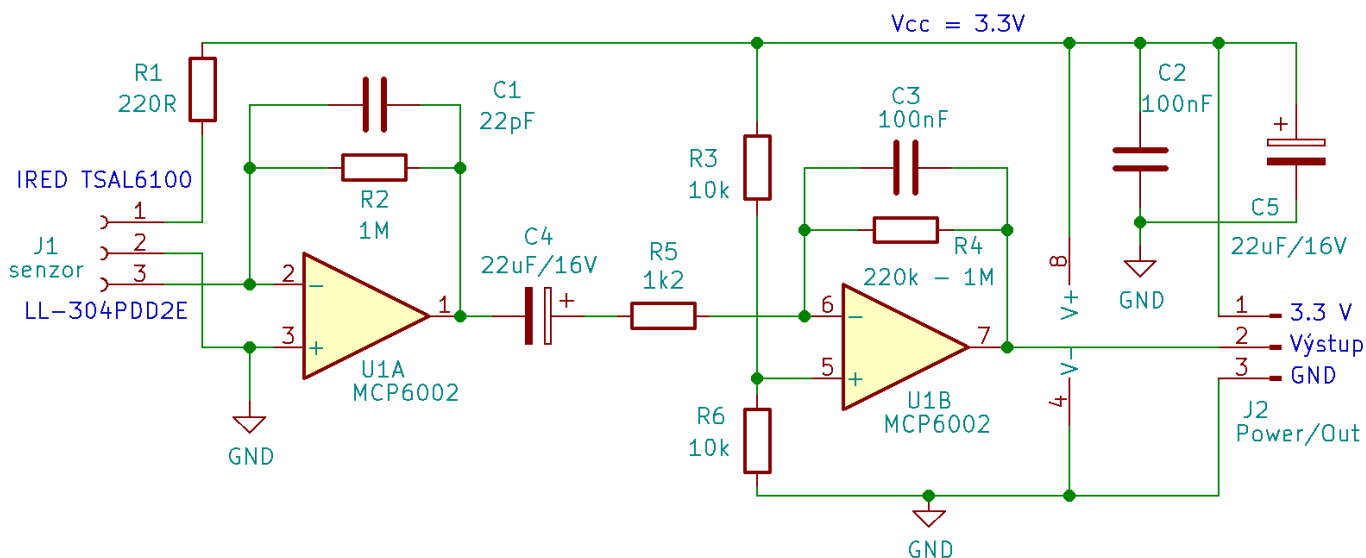 Vcc = 3.3V
R1
220R
C1
22pF
C2
100nF
C3
100nF
+
R3
10k
IRED TSAL6100
R2
1M
1
J1
senzor
2
3
LL-304PDD2E
C4
22uF/16V
+
R5
1k2
R4
220k - 1M
C5
22uF/16V
8
V+
GND
2
-
3
+
1
U1A
MCP6002
GND
6
-
5
+
7
U1B
MCP6002
V-
4
1
3.3 V
2
Výstup
3
GND
J2
Power/Out
R6
10k
GND